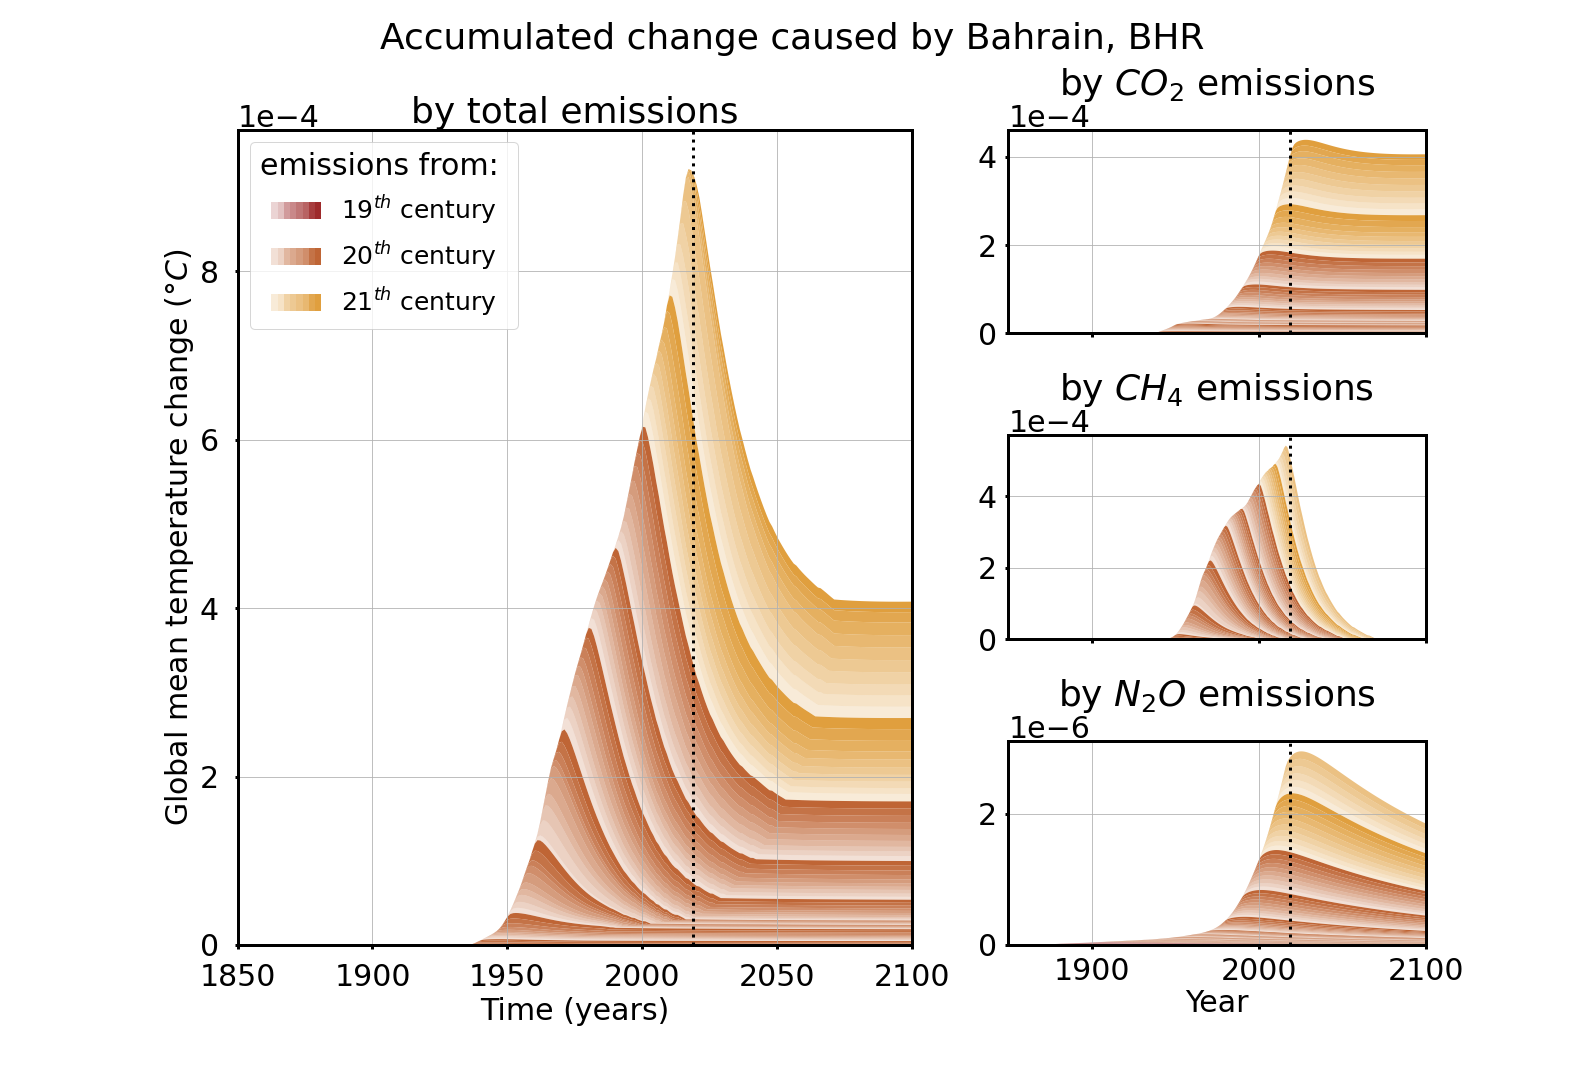 Accumulated change caused by Bahrain, BHR
by total emissions
1e−4
emissions from:
19th century
20th century
21th century
Global mean temperature change (°C)
8
6
4
2
0
1850 1900 1950 2000 2050 2100
Time (years)
by CO2 emissions
1e−4
4
2
0
by CH4 emissions
1e−4
4
2
0
by N2O emissions
1e−6
2
0
1900 2000 2100
Year